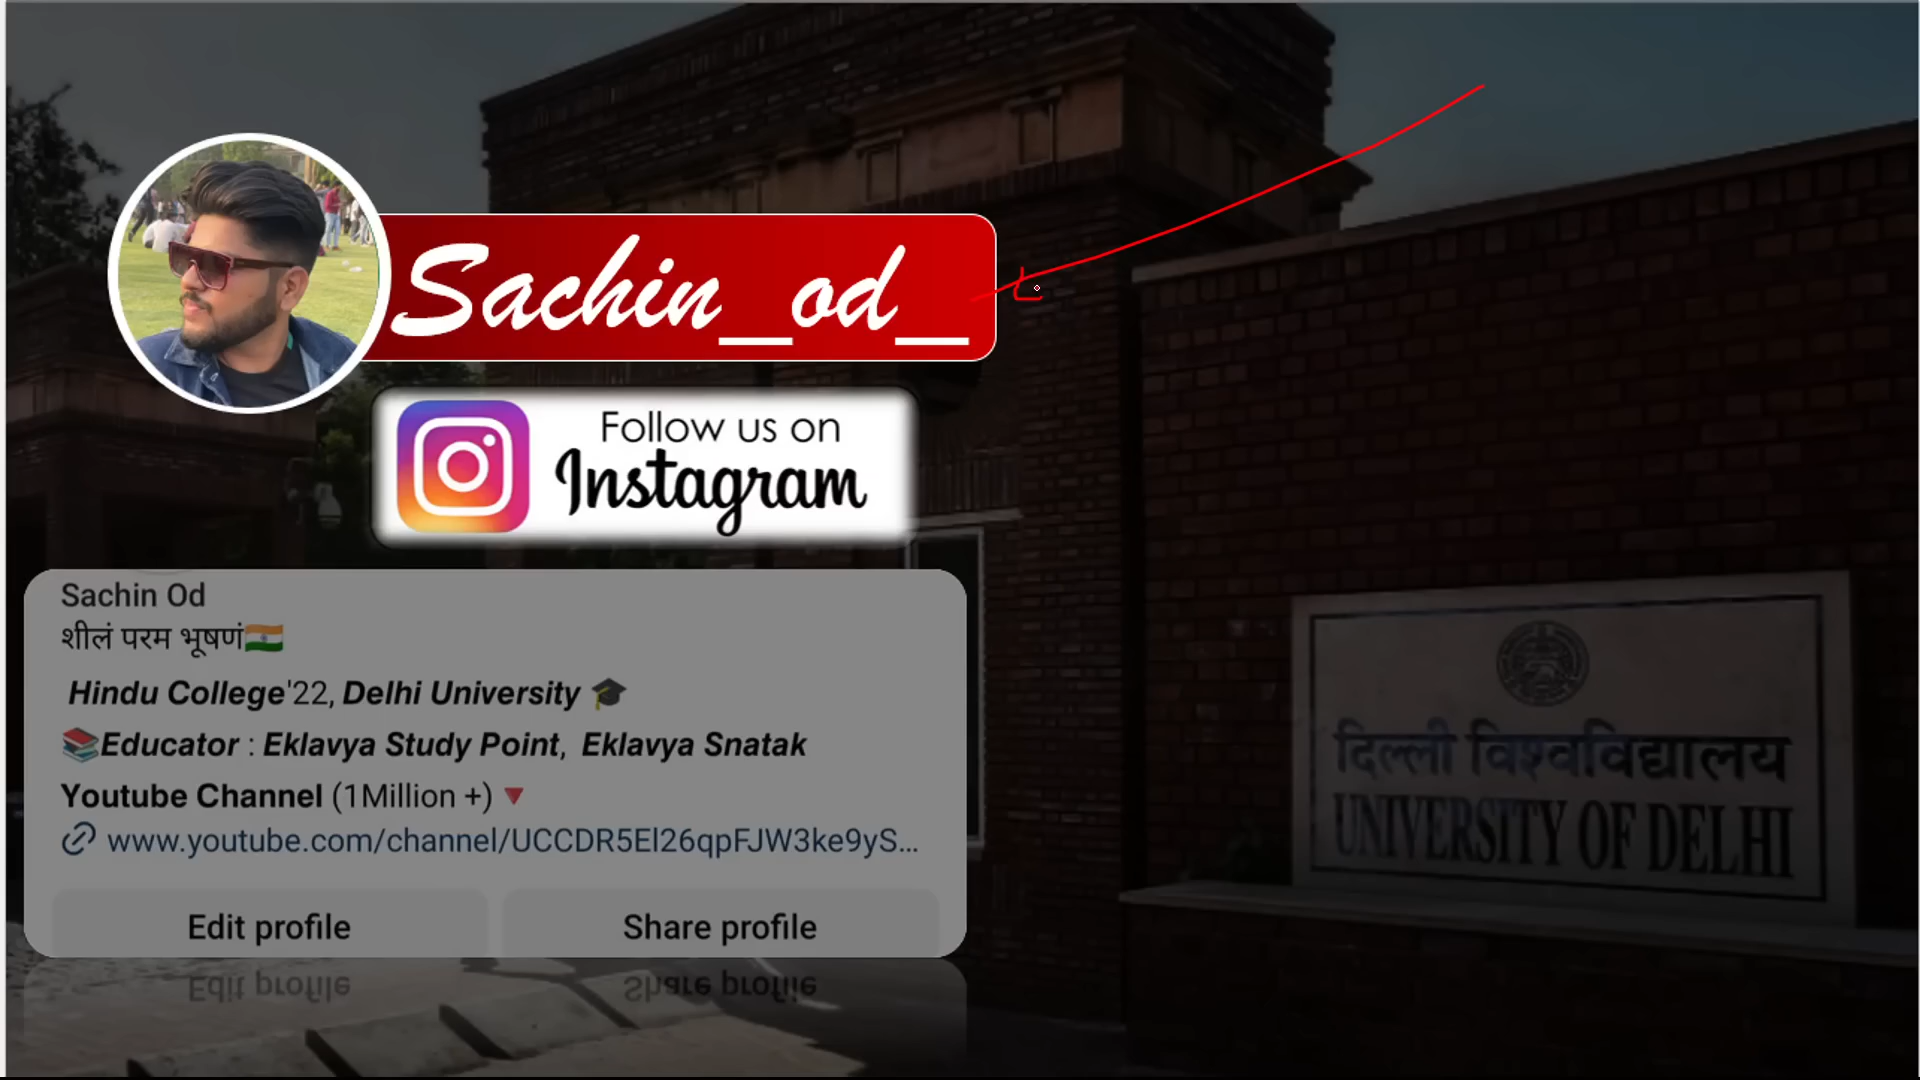 Sachin_od_
Follow us on
Instagram
Sachin Od
शीलं परम भूषणं🇮🇳
Hindu College'22, Delhi University 🎓
📚Educator : Eklavya Study Point, Eklavya Snatak
Youtube Channel (1Million +)🔻
www.youtube.com/channel/UCCDR5El26qpFJW3ke9yS...
Edit profile
Share profile
दिल्ली विश्वविद्यालय
UNIVERSITY OF DELHI